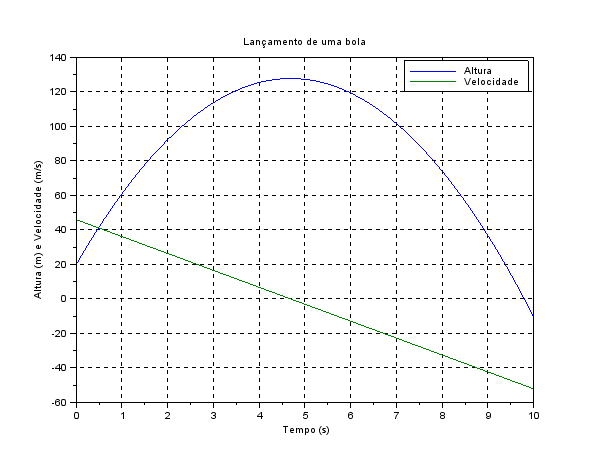 Lançamento de uma bola
Altura
Velocidade
Altura (m) e Velocidade (m/s)
140
120
100
80
60
40
20
0
-20
-40
-60
0 1 2 3 4 5 6 7 8 9 10
Tempo (s)